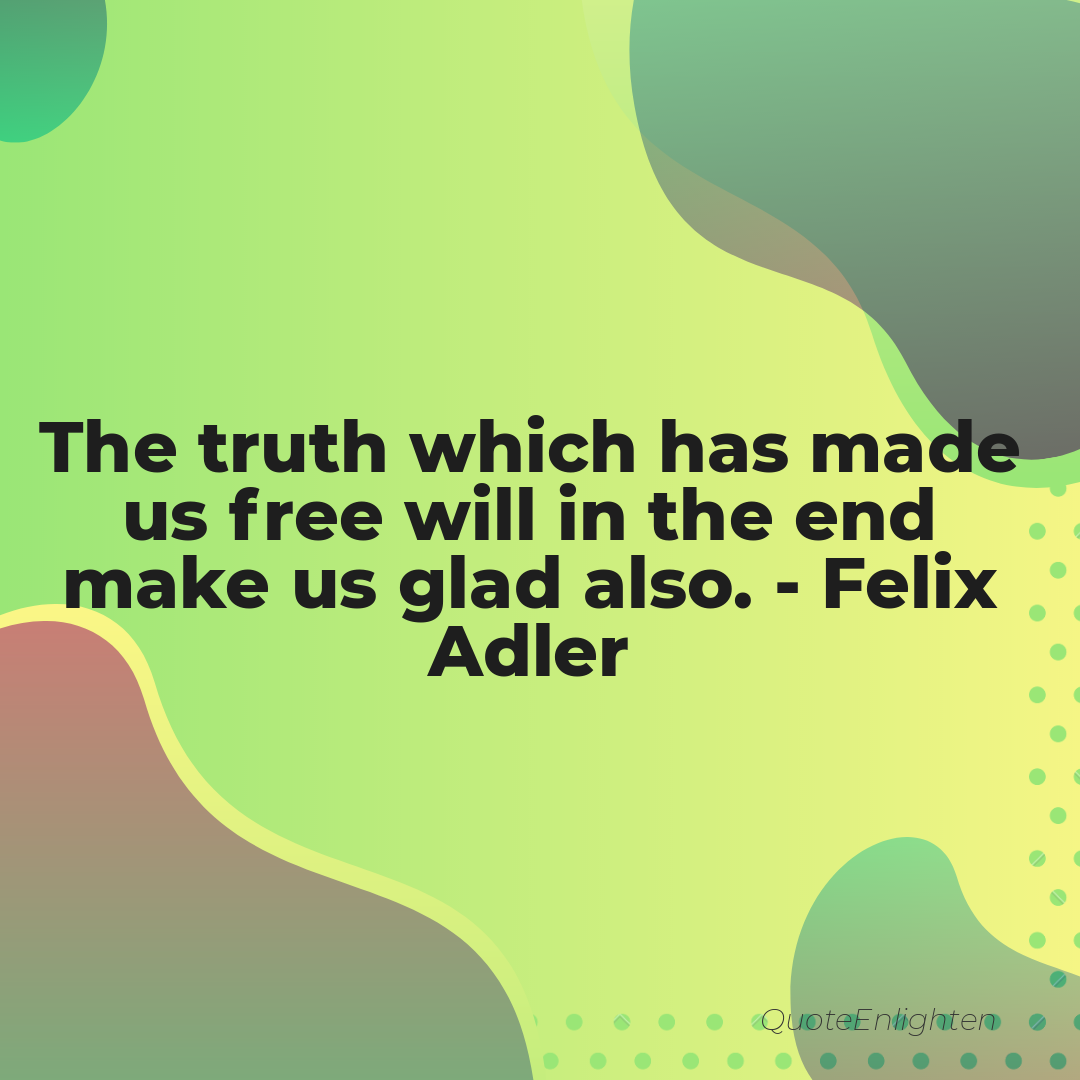 The truth which has made
us free will in the end
make us glad also. - Felix
Adler
QuoteEnlighten